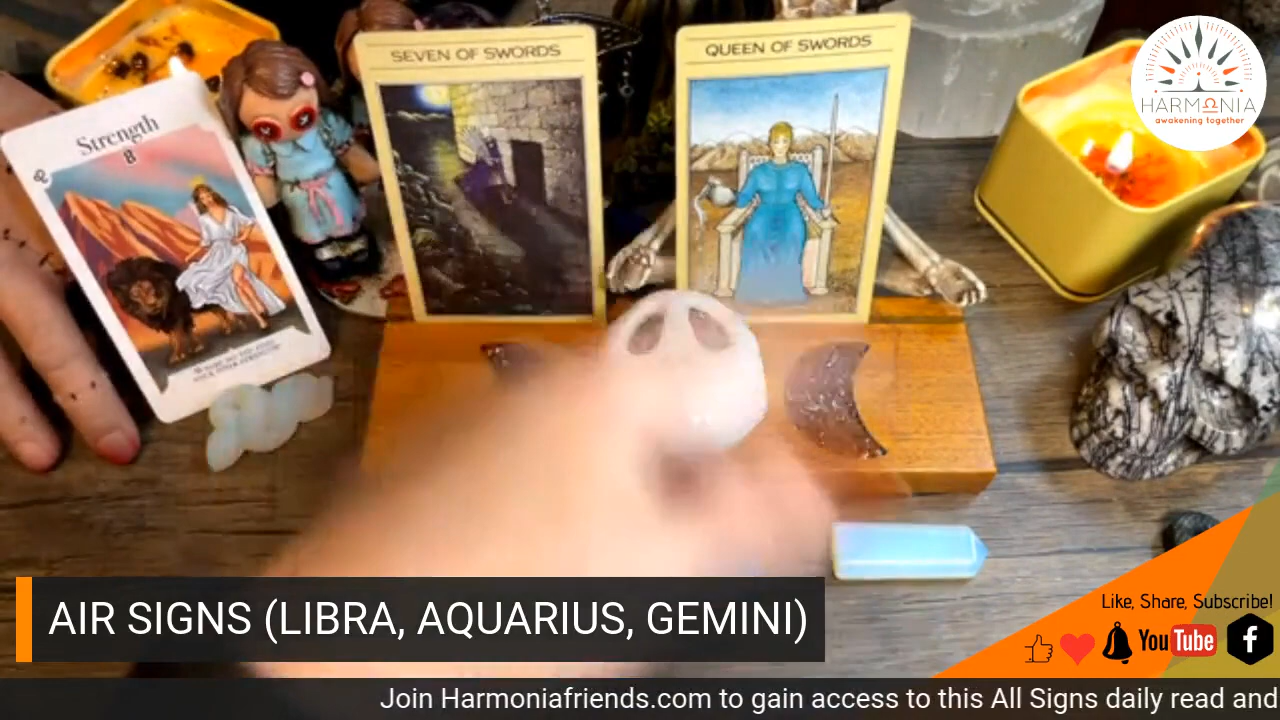 SEVEN OF SWORDS
QUEEN OF SWORDS
HARMONIA
awakening together
Strength
8
AIR SIGNS (LIBRA, AQUARIUS, GEMINI)
Like, Share, Subscribe!
YouTube
f
Join Harmoniafriends.com to gain access to this All Signs daily read and